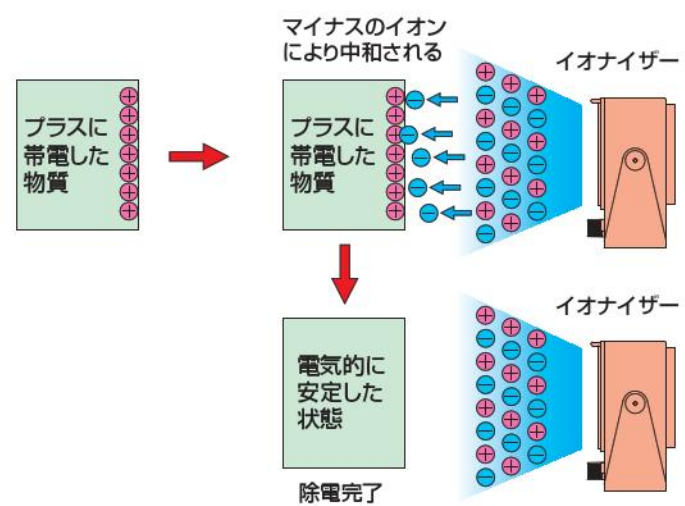 マイナスのイオン
により中和される
イオナイザー
プラスに
帯電した
物質
プラスに
帯電した
物質
イオナイザー
電気的に
安定した
状態
除電完了